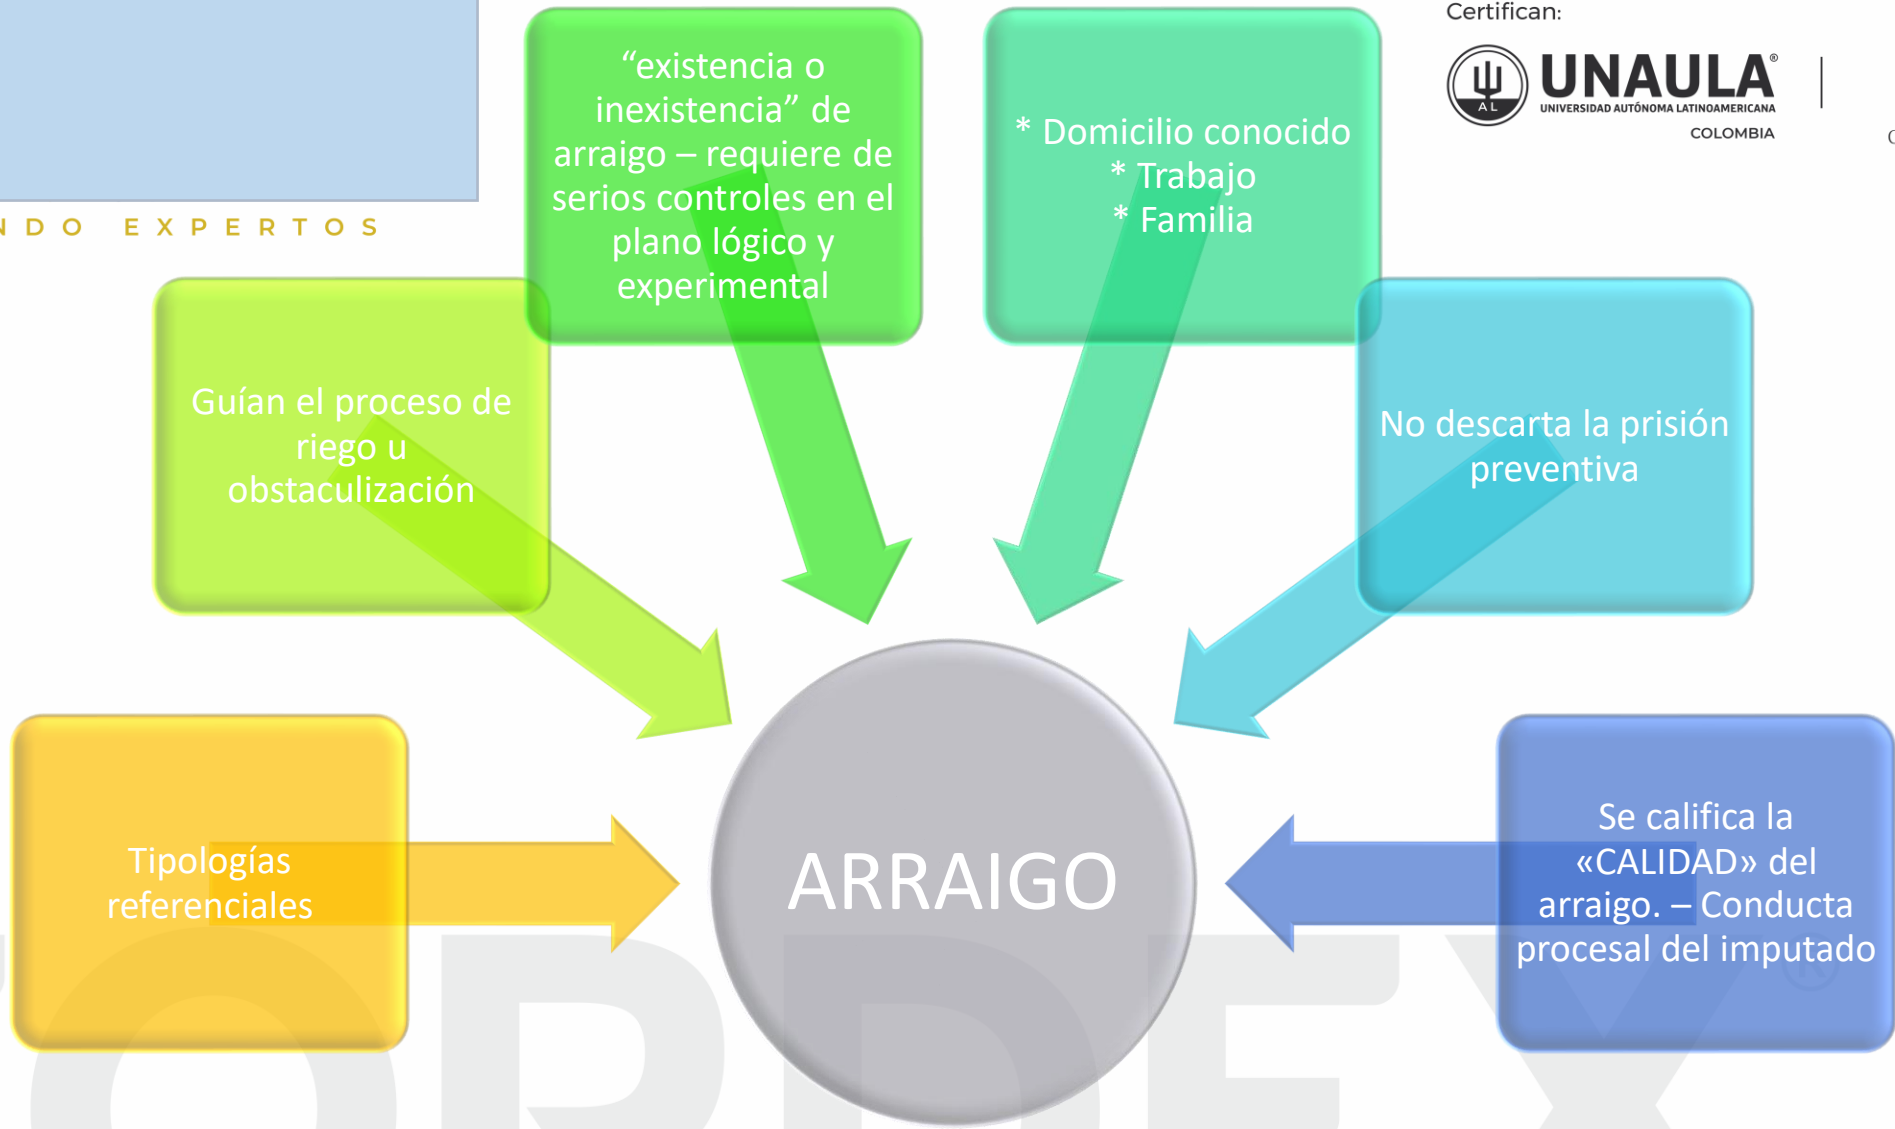 Certifican:
UNAULA®
UNIVERSIDAD AUTÓNOMA LATINOAMERICANA
COLOMBIA
AL
EXPERTOS
“existencia o
inexistencia” de
arraigo – requiere de
serios controles en el
plano lógico y
experimental
* Domicilio conocido
* Trabajo
* Familia
Guían el proceso de
riego u
obstaculización
No descarta la prisión
preventiva
Tipologías
referenciales
ARRAIGO
Se califica la
«CALIDAD» del
arraigo. – Conducta
procesal del imputado